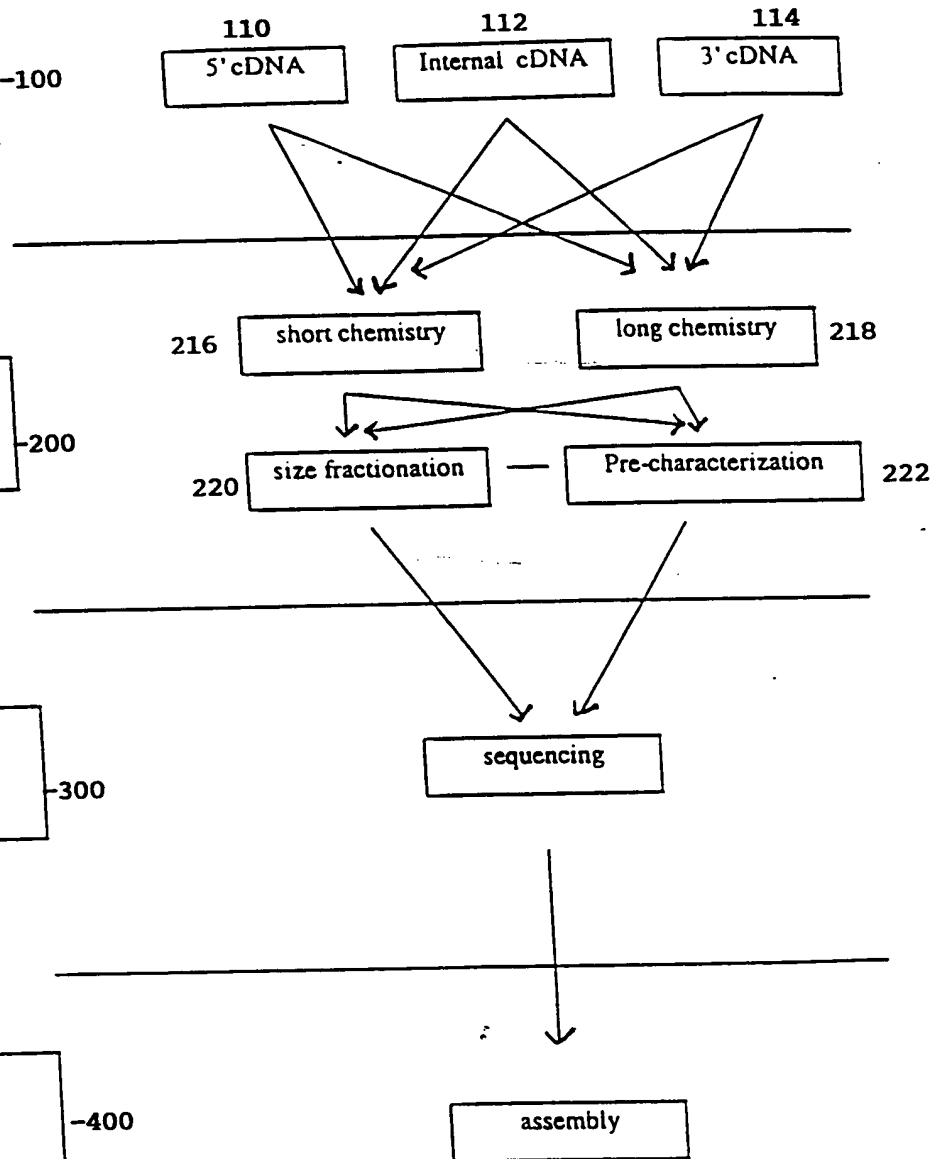 110 112 114
5' cDNA Internal cDNA 3' cDNA
-100
216 short chemistry long chemistry 218
-200
220 size fractionation — Pre-characterization 222
sequencing
-300
-400
assembly